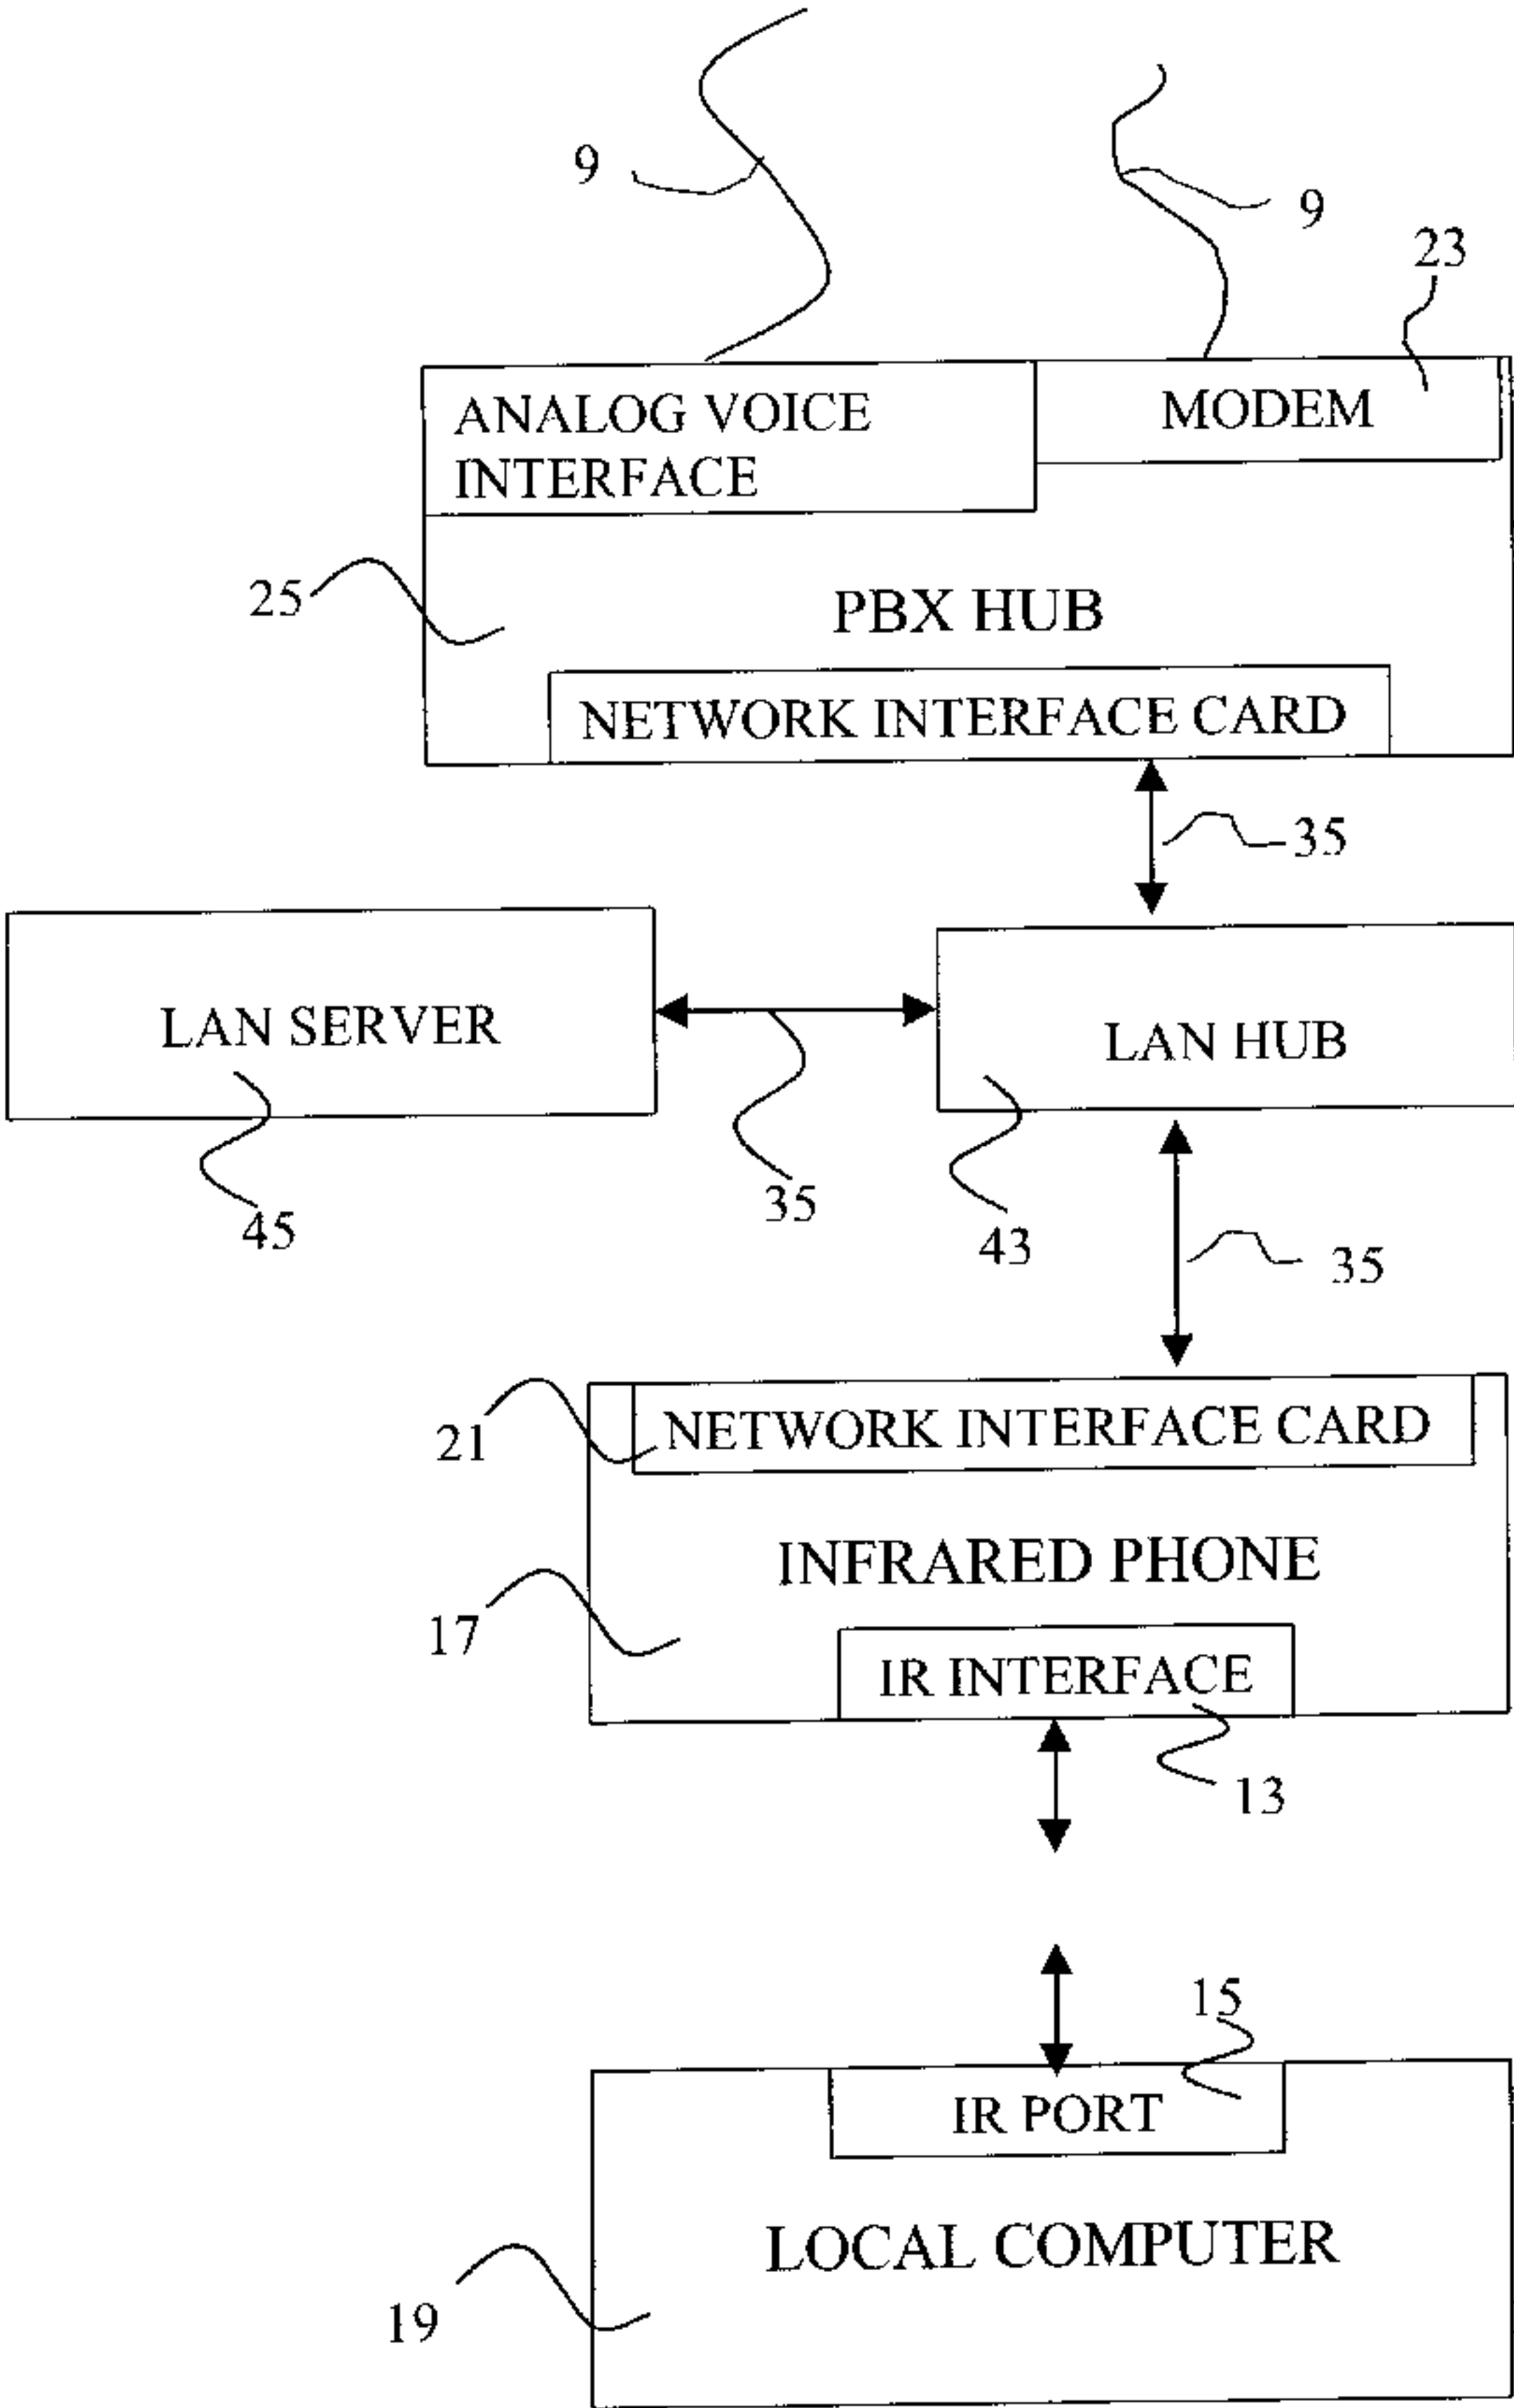 9
9
23
ANALOG VOICE
INTERFACE
MODEM
25
PBX HUB
NETWORK INTERFACE CARD
35
LAN SERVER
LAN HUB
35
45
43
35
21
NETWORK INTERFACE CARD
INFRARED PHONE
17
IR INTERFACE
13
15
IR PORT
LOCAL COMPUTER
19